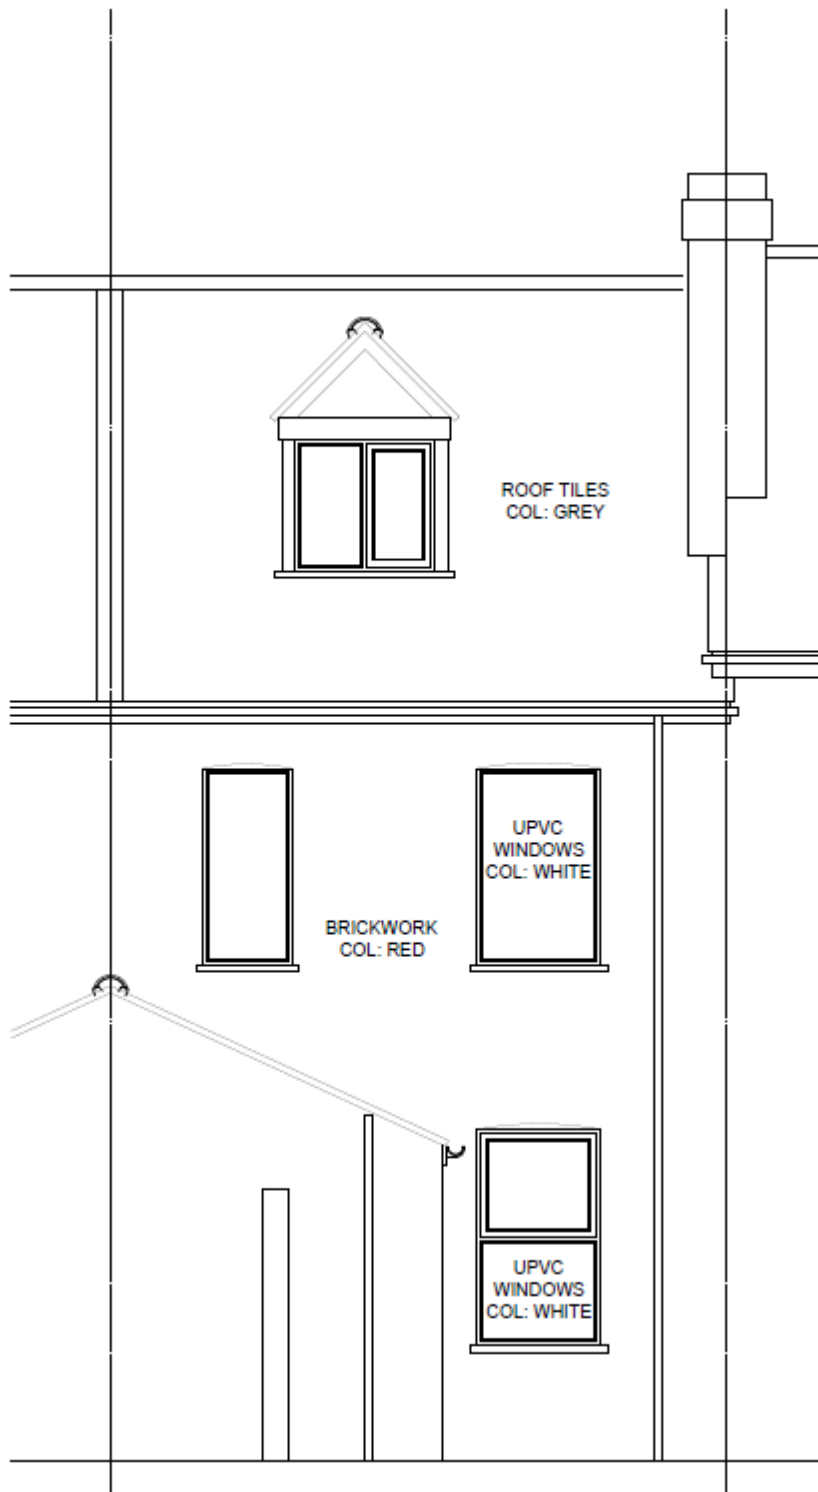 ROOF TILES
COL: GREY
UPVC
WINDOWS
COL: WHITE
BRICKWORK
COL: RED
UPVC
WINDOWS
COL: WHITE